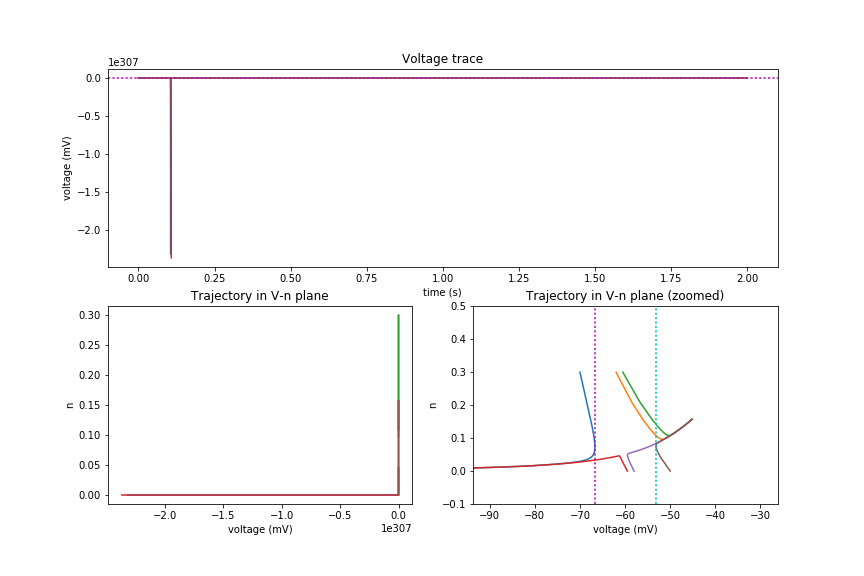 Voltage trace
1e307
0.0
−0.5
−1.0
−1.5
−2.0
voltage (mV)
0.00 0.25 0.50 0.75 1.00 1.25 1.50 1.75 2.00
time (s)
Trajectory in V-n plane
0.30
0.25
0.20
0.15
0.10
0.05
0.00
n
−2.0 −1.5 −1.0 −0.5 0.0
voltage (mV)
1e307
Trajectory in V-n plane (zoomed)
0.5
0.4
0.3
0.2
0.1
0.0
−0.1
n
−90 −80 −70 −60 −50 −40 −30
voltage (mV)